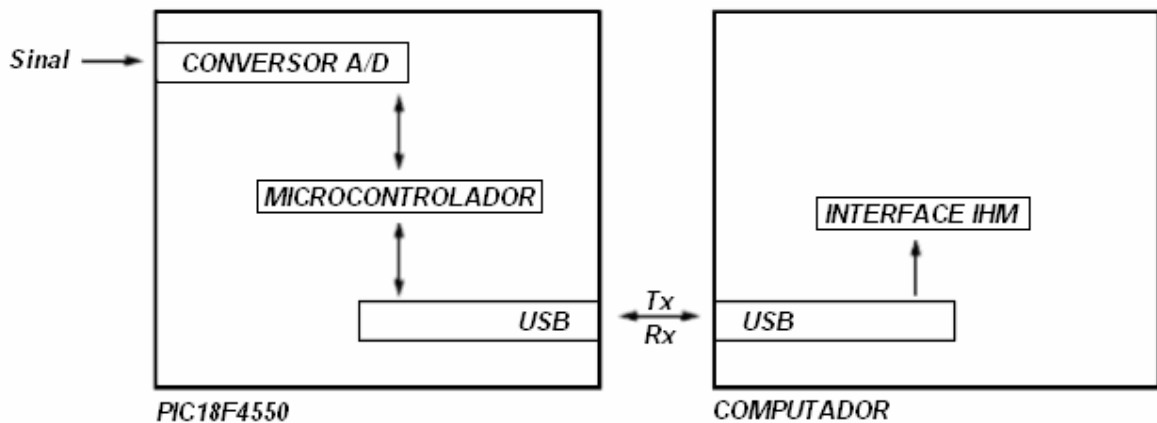 Sinal
CONVERSOR A/D
MICROCONTROLADOR
USB
PIC18F4550
Tx
Rx
INTERFACE IHM
USB
COMPUTADOR